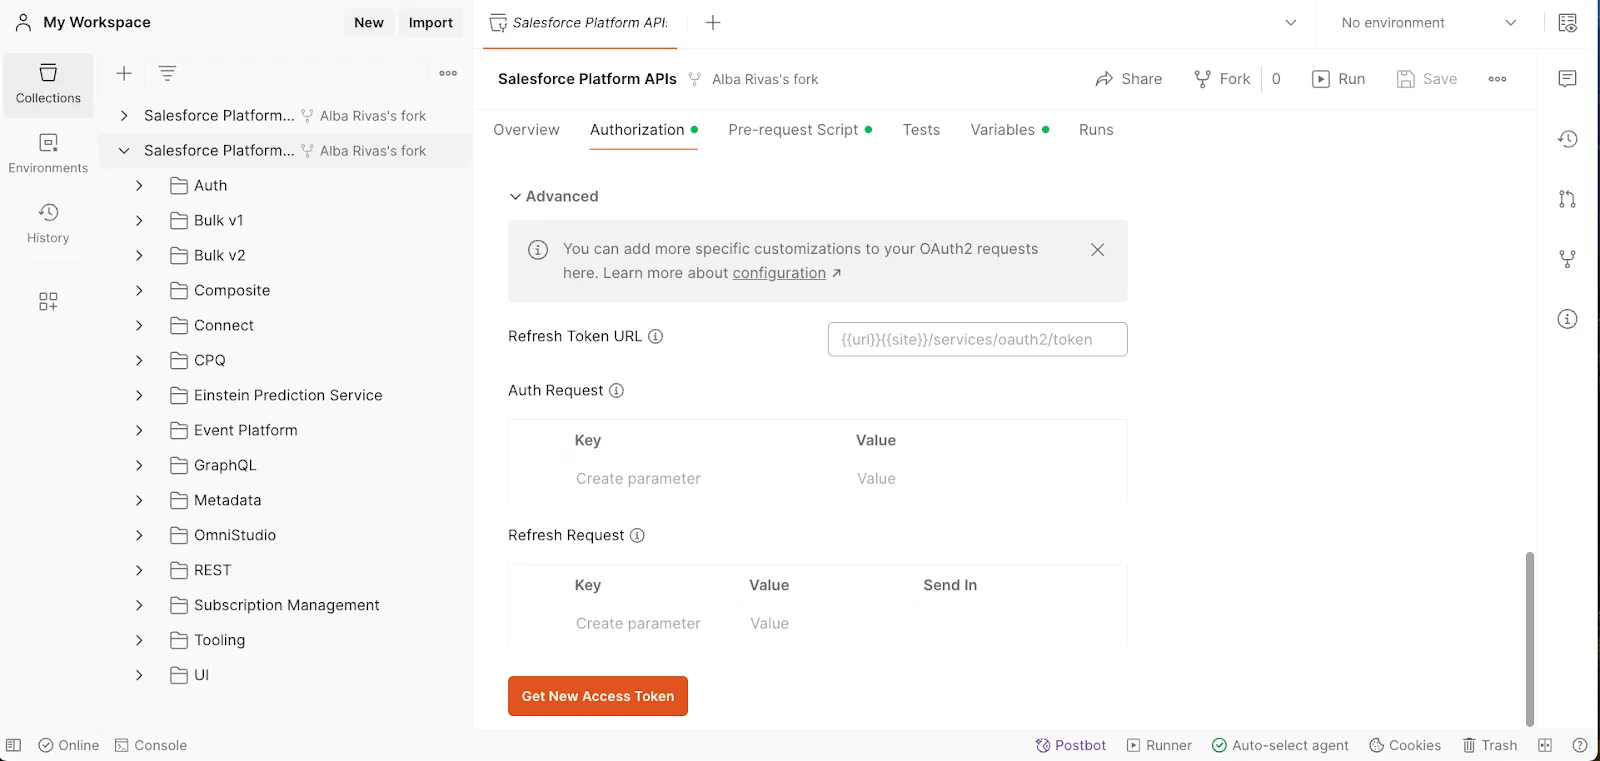 My Workspace
New
Import
Salesforce Platform API:
No environment
Collections
Environments
History
Salesforce Platform... Alba Rivas's fork
Salesforce Platform... Alba Rivas's fork
Auth
Bulk v1
Bulk v2
Composite
Connect
CPQ
Einstein Prediction Service
Event Platform
GraphQL
Metadata
OmniStudio
REST
Subscription Management
Tooling
UI
Salesforce Platform APIs Alba Rivas's fork
Share
Fork 0
Run
Save
Overview
Authorization
Pre-request Script
Tests
Variables
Runs
Advanced
You can add more specific customizations to your OAuth2 requests
here. Learn more about configuration ↗
Refresh Token URL
{{url}}{{site}}/services/oauth2/token
Auth Request
Key Value
Create parameter Value
Refresh Request
Key Value Send In
Create parameter Value
Get New Access Token
Online
Console
Postbot
Runner
Auto-select agent
Cookies
Trash